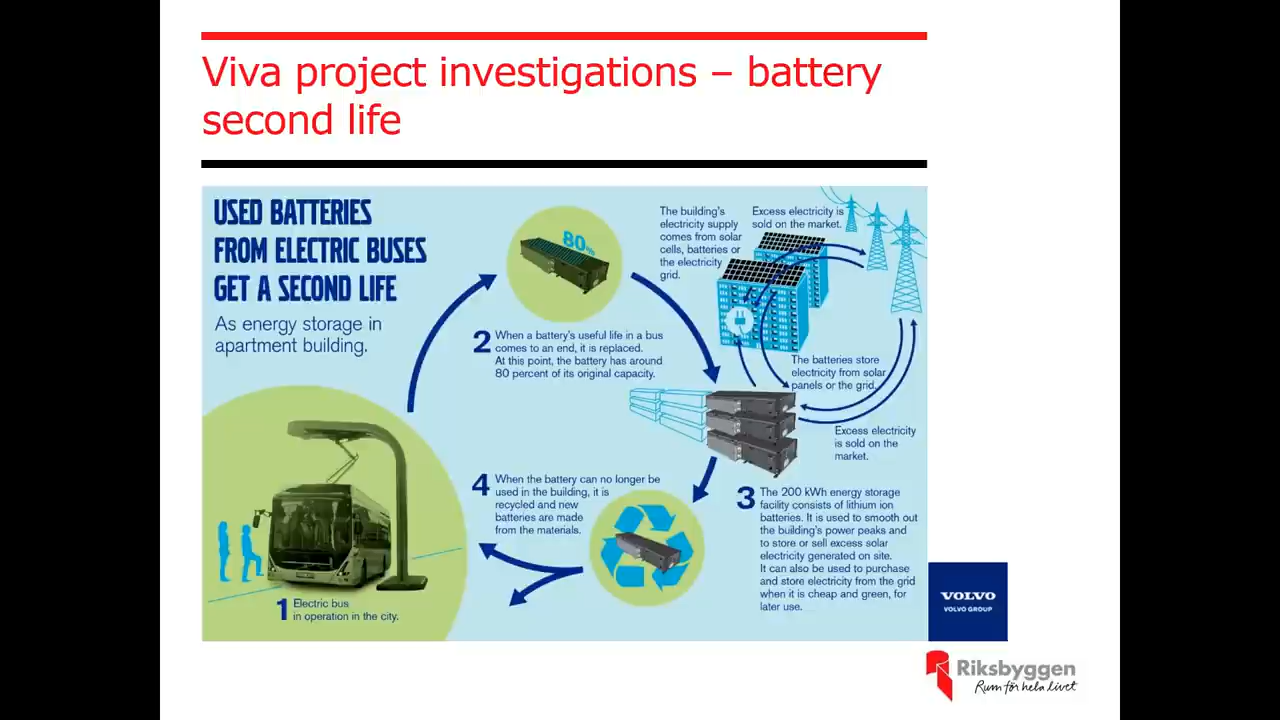 Viva project investigations – battery
second life
USED BATTERIES
FROM ELECTRIC BUSES
GET A SECOND LIFE
As energy storage in
apartment building.
1 Electric bus
in operation in the city.
80%
2 When a battery's useful life in a bus
comes to an end, it is replaced.
At this point, the battery has around
80 percent of its original capacity.
The building's
electricity supply
comes from solar
cells, batteries or
the electricity
grid.
Excess electricity is
sold on the market.
The batteries store
electricity from solar
panels or the grid.
Excess electricity
is sold on the
market.
3 The 200 kWh energy storage
facility consists of lithium ion
batteries. It is used to smooth out
the building's power peaks and
to store or sell excess solar
electricity generated on site.
It can also be used to purchase
and store electricity from the grid
when it is cheap and green, for
later use.
4 When the battery can no longer be
used in the building, it is
recycled and new
batteries are made
from the materials.
VOLVO
VOLVO GROUP
Riksbyggen
Rum för hela livet